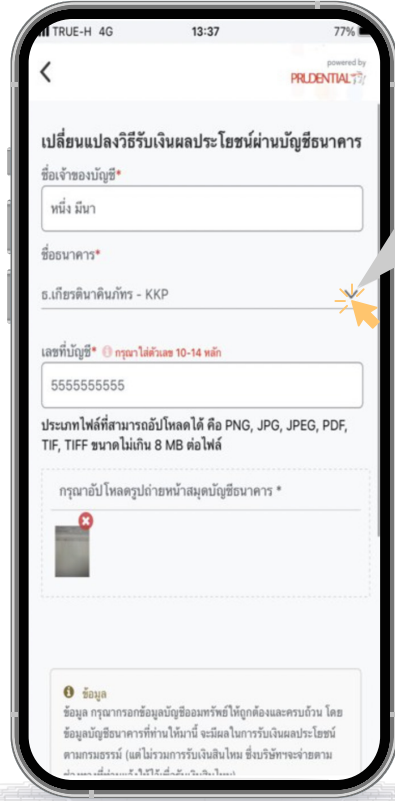 TRUE-H 4G 13:37 77%
powered by
PRUDENTIAL
เปลี่ยนแปลงวิธีรับเงินผลประโยชน์ผ่านบัญชีธนาคาร
ชื่อเจ้าของบัญชี*
หนึ่ง มีนา
ชื่อธนาคาร*
ธ.เกียรตินาคินภัทร - KKP
เลขที่บัญชี* กรุณาใส่ตัวเลข 10-14 หลัก
5555555555
ประเภทไฟล์ที่สามารถอัปโหลดได้ คือ PNG, JPG, JPEG, PDF,
TIF, TIFF ขนาดไม่เกิน 8 MB ต่อไฟล์
กรุณาอัปโหลดรูปถ่ายหน้าสมุดบัญชีธนาคาร *
ข้อมูล
ข้อมูล กรุณากรอกข้อมูลบัญชีออมทรัพย์ให้ถูกต้องและครบถ้วน โดย
ข้อมูลบัญชีธนาคารที่ท่านให้มานี้ จะมีผลในการรับเงินผลประโยชน์
ตามกรมธรรม์ (แต่ไม่รวมการรับเงินสินไหม ซึ่งบริษัทฯจะจ่ายตาม